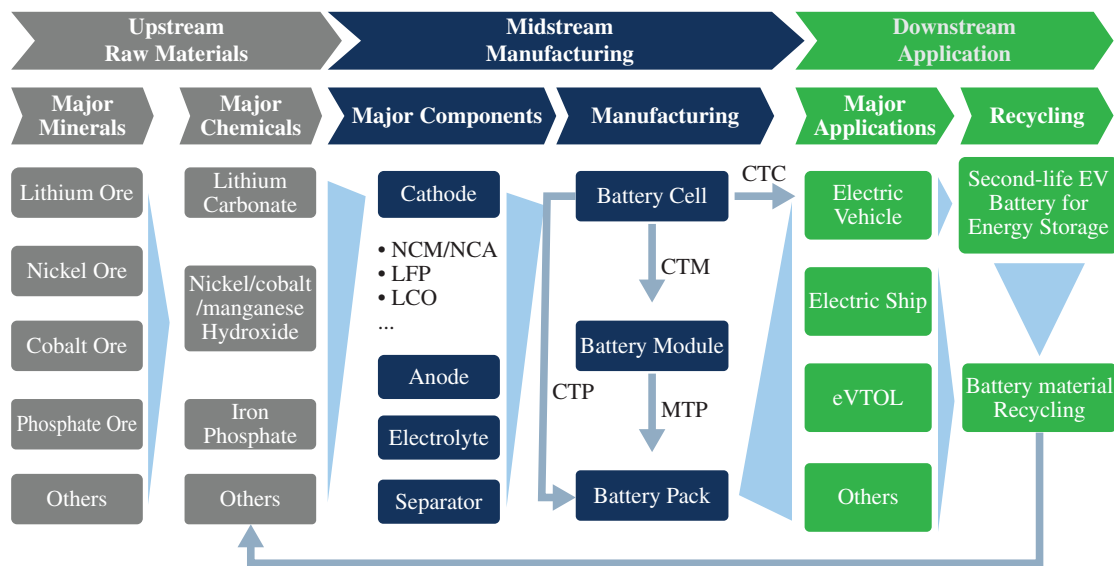 Upstream
Raw Materials
Midstream
Manufacturing
Downstream
Application
Major
Minerals
Major
Chemicals
Major Components
Manufacturing
Major
Applications
Recycling
Lithium Ore
Nickel Ore
Cobalt Ore
Phosphate Ore
Others
Lithium
Carbonate
Nickel/cobalt
/manganese
Hydroxide
Iron
Phosphate
Others
Cathode
• NCM/NCA
• LFP
• LCO
...
Anode
Electrolyte
Separator
Battery Cell
CTC
CTM
Battery Module
CTP
MTP
Battery Pack
Electric
Vehicle
Electric Ship
eVTOL
Others
Second-life EV
Battery for
Energy Storage
Battery material
Recycling